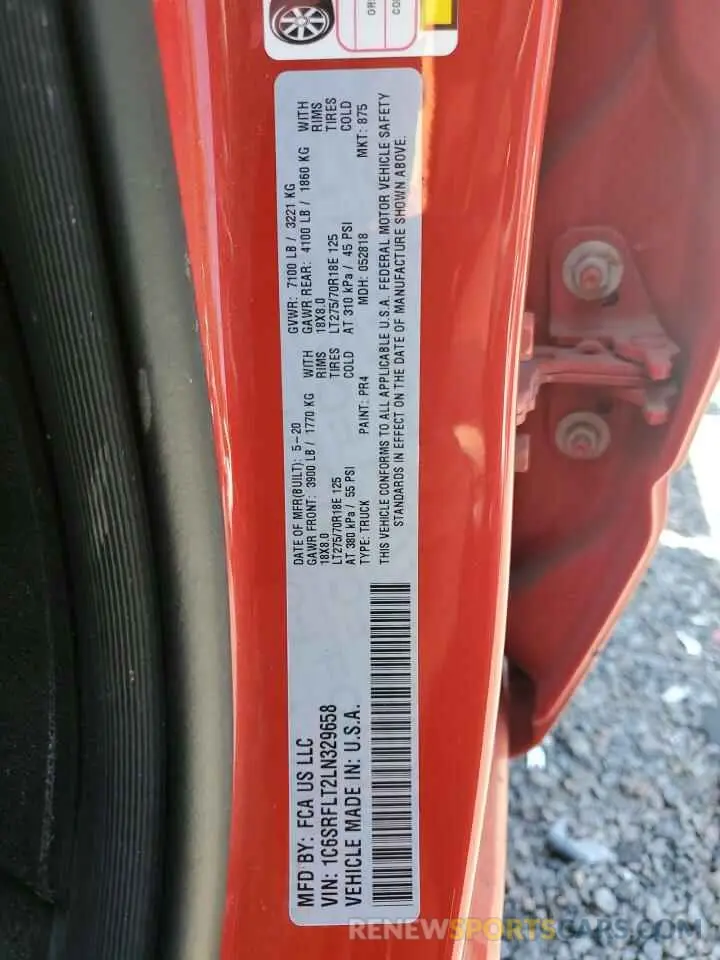 OR
COL
MFD BY: FCA US LLC
VIN: 1C6SRFLT2LN329658
VEHICLE MADE IN: U.S.A.
DATE OF MFR(BUILT): 5-20 GVWR: 7100 LB / 3221 KG
GAWR FRONT: 3900 LB / 1770 KG WITH GAWR REAR: 4100 LB / 1860 KG WITH
18X8.0 RIMS 18X8.0 RIMS
LT275/70R18E 125 TIRES LT275/70R18E 125 TIRES
AT 380 kPa / 55 PSI COLD AT 310 kPa / 45 PSI COLD
TYPE: TRUCK PAINT: PR4 MDH: 052818 MKT: 875
THIS VEHICLE CONFORMS TO ALL APPLICABLE U.S.A. FEDERAL MOTOR VEHICLE SAFETY
STANDARDS IN EFFECT ON THE DATE OF MANUFACTURE SHOWN ABOVE.
RENEWSPORTSCARS.COM